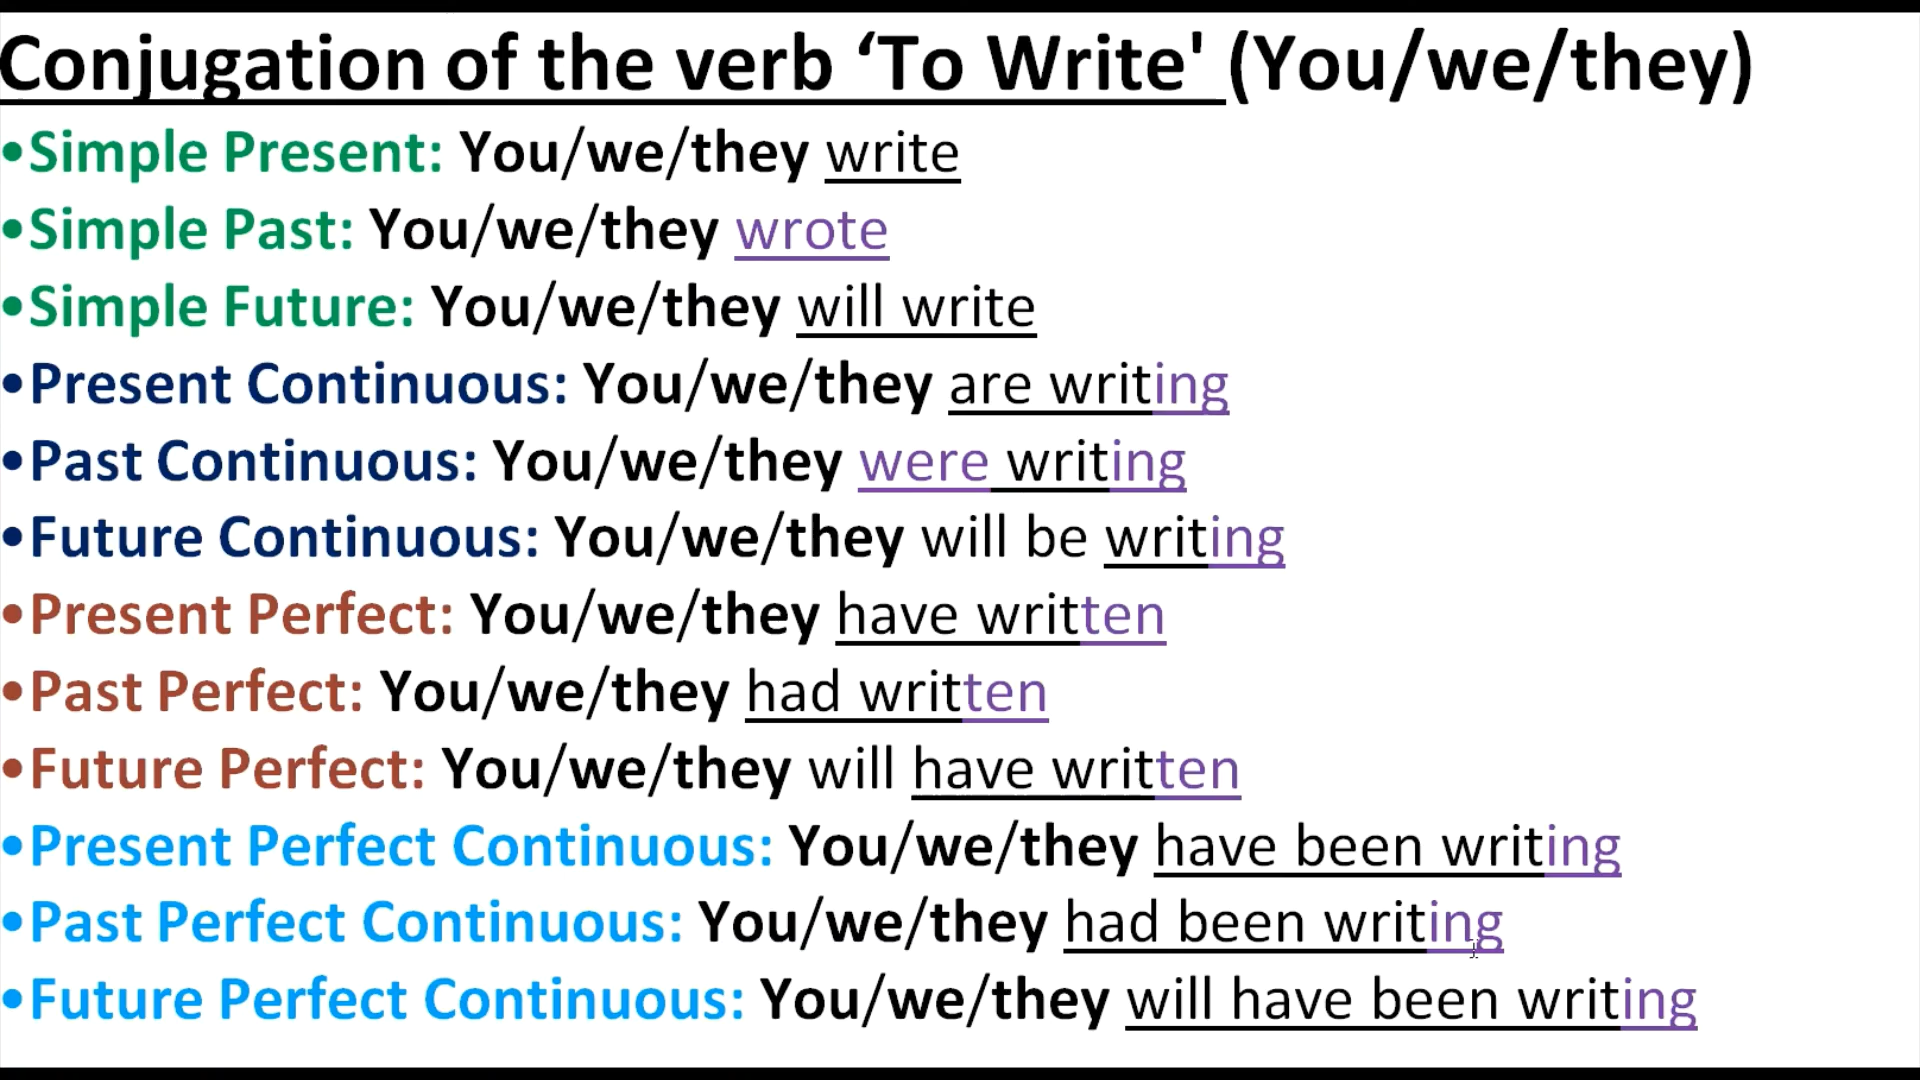 Conjugation of the verb ‘To Write' (You/we/they)
•Simple Present: You/we/they write
•Simple Past: You/we/they wrote
•Simple Future: You/we/they will write
•Present Continuous: You/we/they are writing
•Past Continuous: You/we/they were writing
•Future Continuous: You/we/they will be writing
•Present Perfect: You/we/they have written
•Past Perfect: You/we/they had written
•Future Perfect: You/we/they will have written
•Present Perfect Continuous: You/we/they have been writing
•Past Perfect Continuous: You/we/they had been writing
•Future Perfect Continuous: You/we/they will have been writing